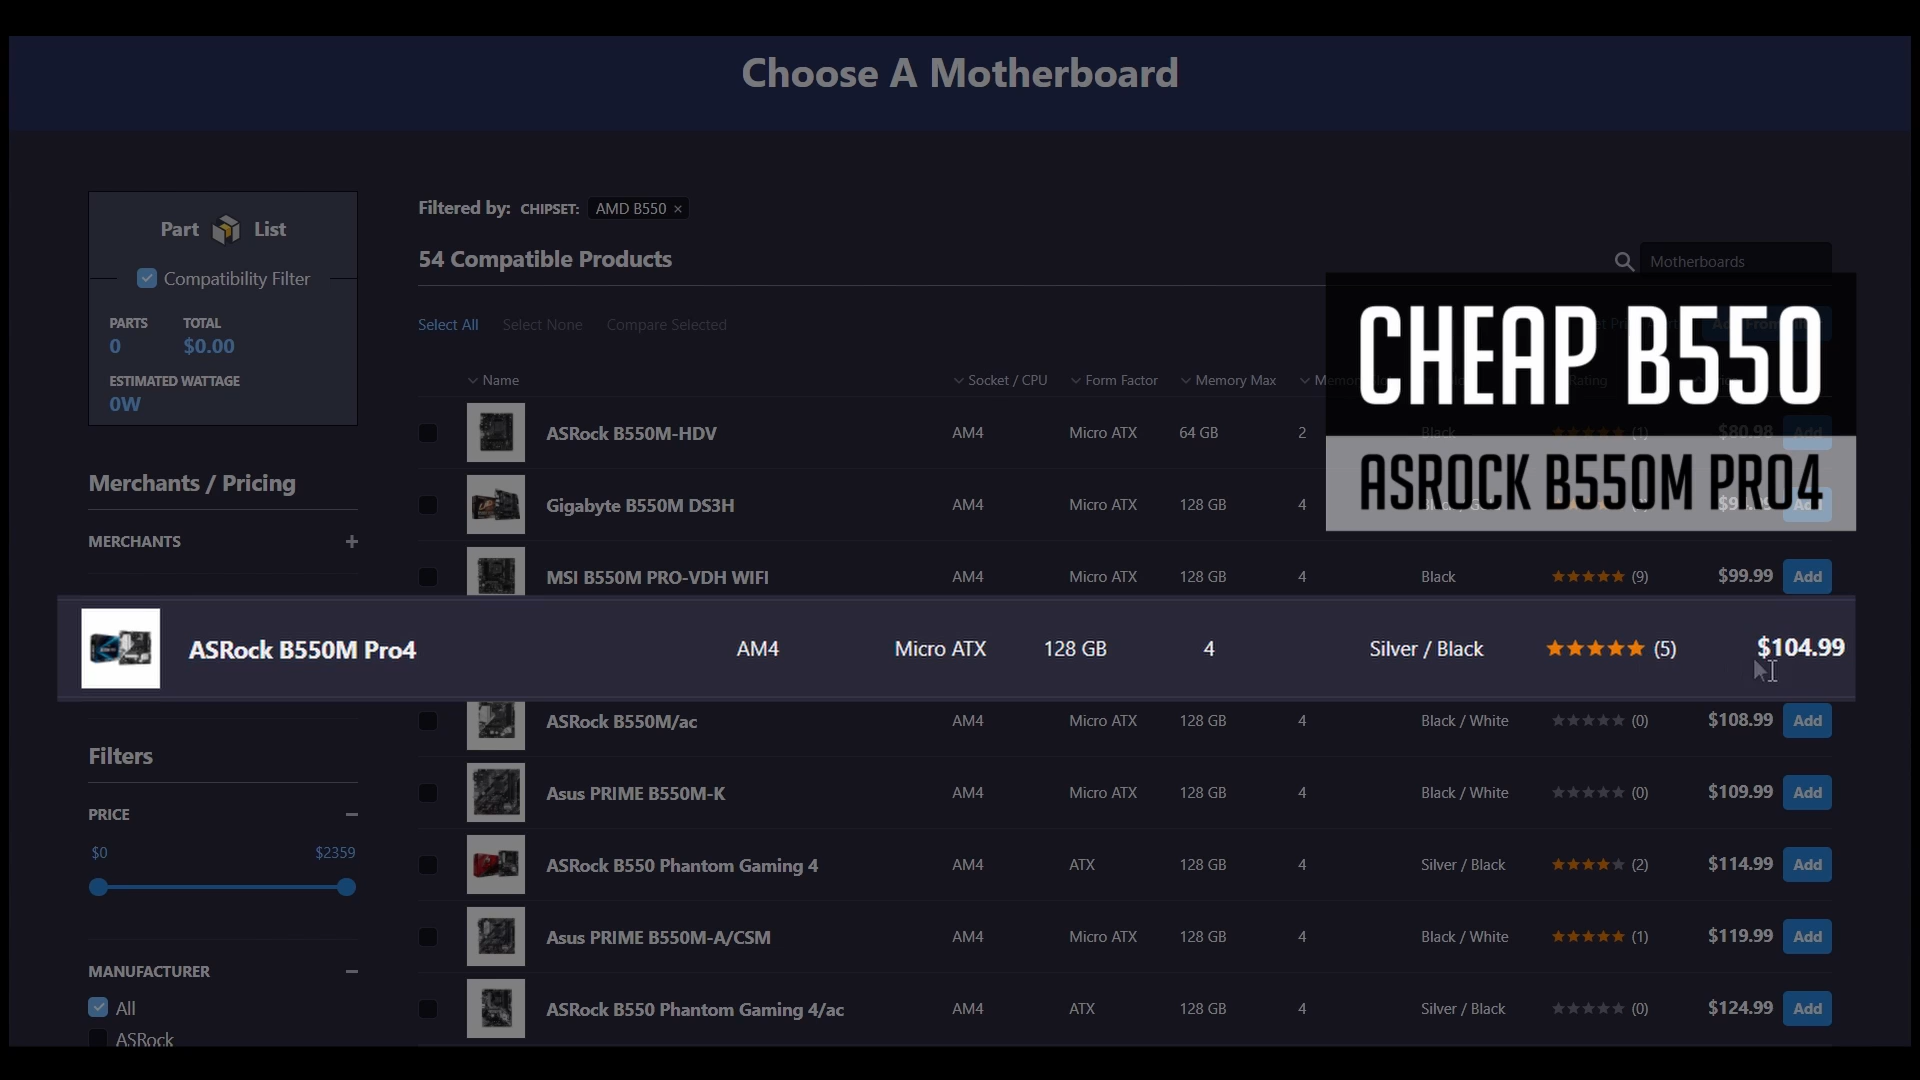 Choose A Motherboard
Part List
Compatibility Filter
PARTS TOTAL
0 $0.00
ESTIMATED WATTAGE
0W
Merchants / Pricing
MERCHANTS +
Filters
PRICE
$0 $2359
MANUFACTURER
All
ASRock
Filtered by: CHIPSET: AMD B550 ×
54 Compatible Products
Motherboards
Select All Select None Compare Selected
CHEAP B550
ASROCK B550M PRO4
Name Socket / CPU Form Factor Memory Max
ASRock B550M-HDV AM4 Micro ATX 64 GB 2 Black (1) $80.98 Add
Gigabyte B550M DS3H AM4 Micro ATX 128 GB 4
MSI B550M PRO-VDH WIFI AM4 Micro ATX 128 GB 4 Black (9) $99.99 Add
ASRock B550M Pro4 AM4 Micro ATX 128 GB 4 Silver / Black (5) $104.99
ASRock B550M/ac AM4 Micro ATX 128 GB 4 Black / White (0) $108.99 Add
Asus PRIME B550M-K AM4 Micro ATX 128 GB 4 Black / White (0) $109.99 Add
ASRock B550 Phantom Gaming 4 AM4 ATX 128 GB 4 Silver / Black (2) $114.99 Add
Asus PRIME B550M-A/CSM AM4 Micro ATX 128 GB 4 Black / White (1) $119.99 Add
ASRock B550 Phantom Gaming 4/ac AM4 ATX 128 GB 4 Silver / Black (0) $124.99 Add